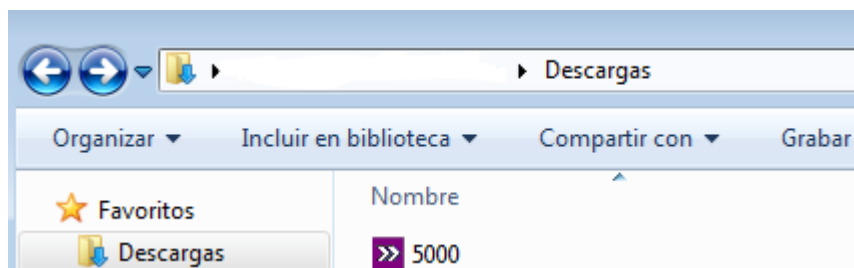 Descargas
Organizar Incluir en biblioteca Compartir con Grabar
Favoritos Nombre
Descargas 5000